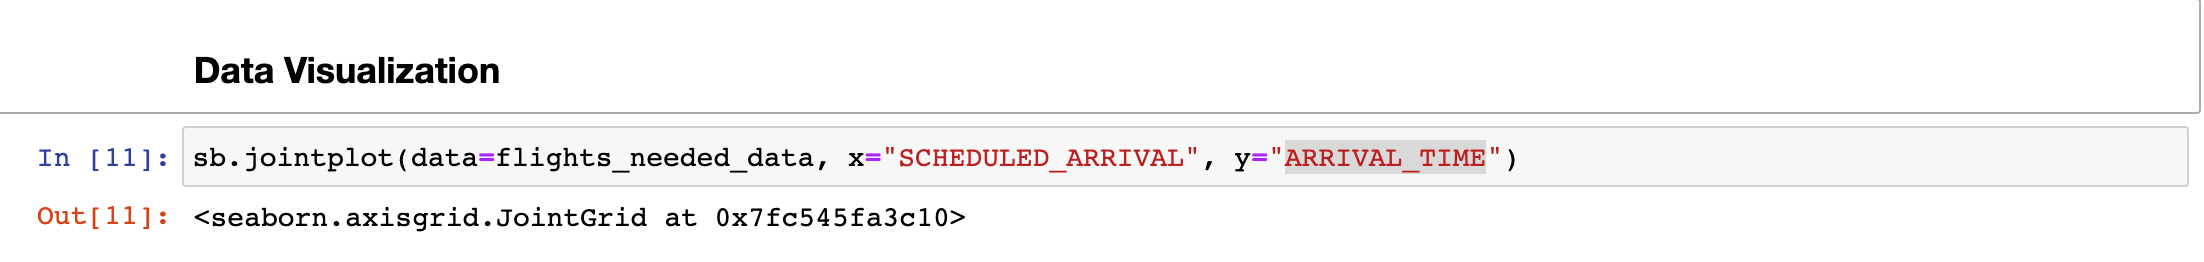 Data Visualization
In [11]: sb.jointplot(data=flights_needed_data, x="SCHEDULED_ARRIVAL", y="ARRIVAL_TIME")
Out[11]: <seaborn.axisgrid.JointGrid at 0x7fc545fa3c10>